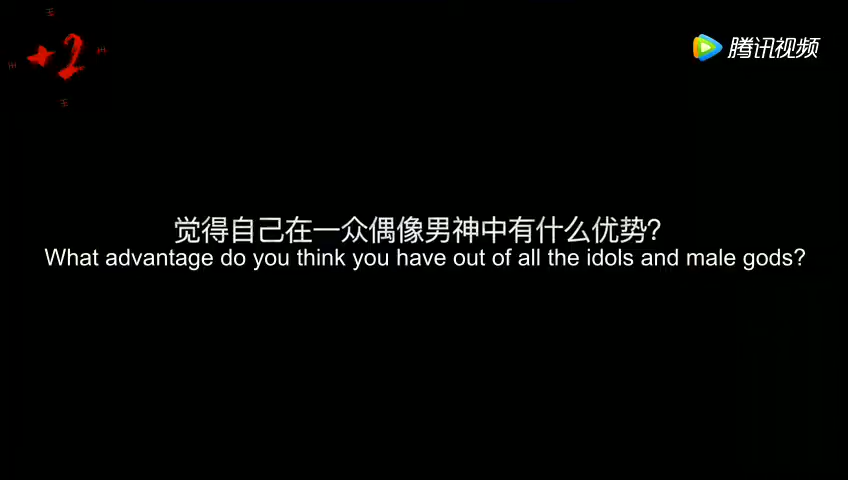 +2
腾讯视频
觉得自己在一众偶像男神中有什么优势?
What advantage do you think you have out of all the idols and male gods?